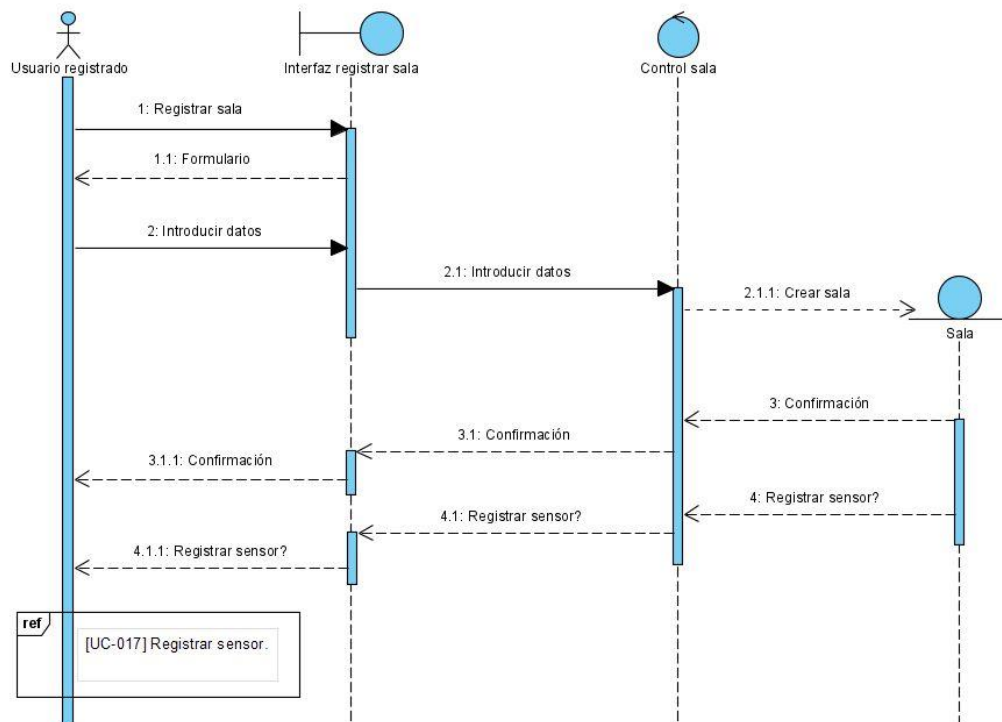 Usuario registrado
Interfaz registrar sala
Control sala
1: Registrar sala
1.1: Formulario
2: Introducir datos
2.1: Introducir datos
2.1.1: Crear sala
Sala
3: Confirmación
3.1: Confirmación
3.1.1: Confirmación
4: Registrar sensor?
4.1: Registrar sensor?
4.1.1: Registrar sensor?
ref
[UC-017] Registrar sensor.